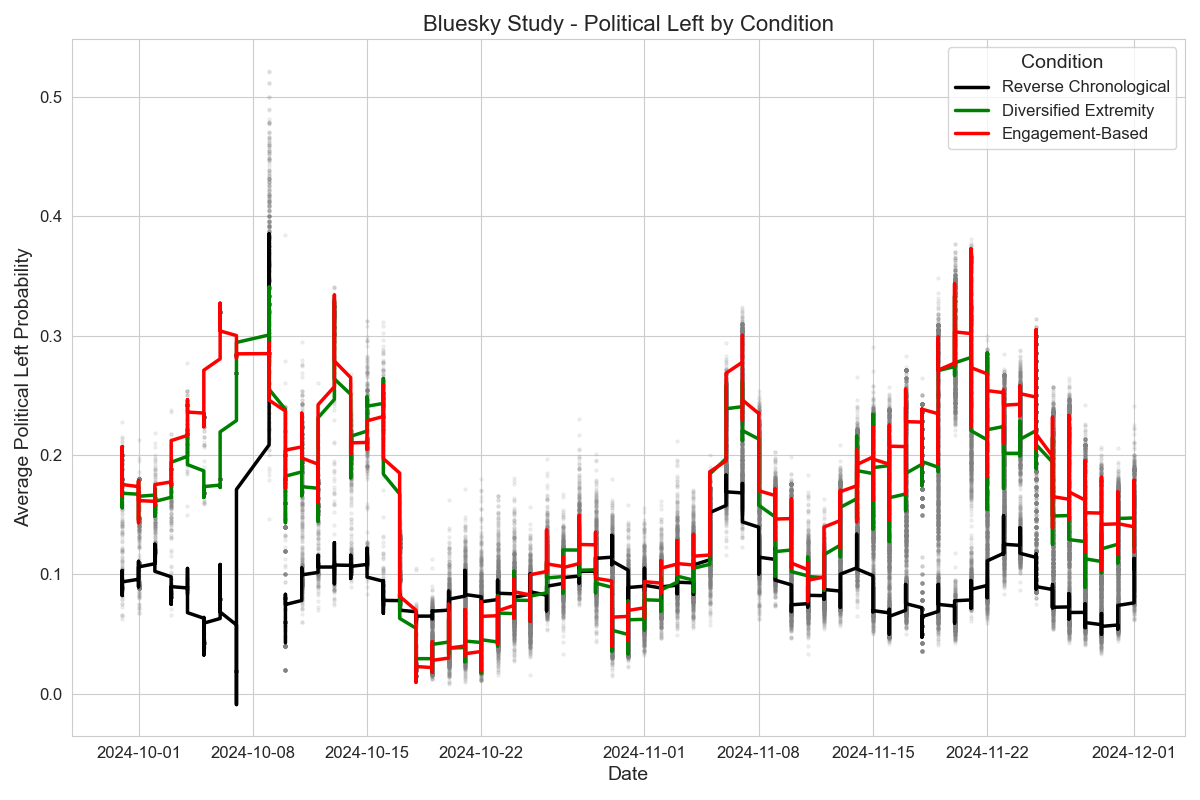 Bluesky Study - Political Left by Condition
Condition
Reverse Chronological
Diversified Extremity
Engagement-Based
Average Political Left Probability
0.5
0.4
0.3
0.2
0.1
0.0
2024-10-01
2024-10-08
2024-10-15
2024-10-22
2024-11-01
2024-11-08
2024-11-15
2024-11-22
2024-12-01
Date